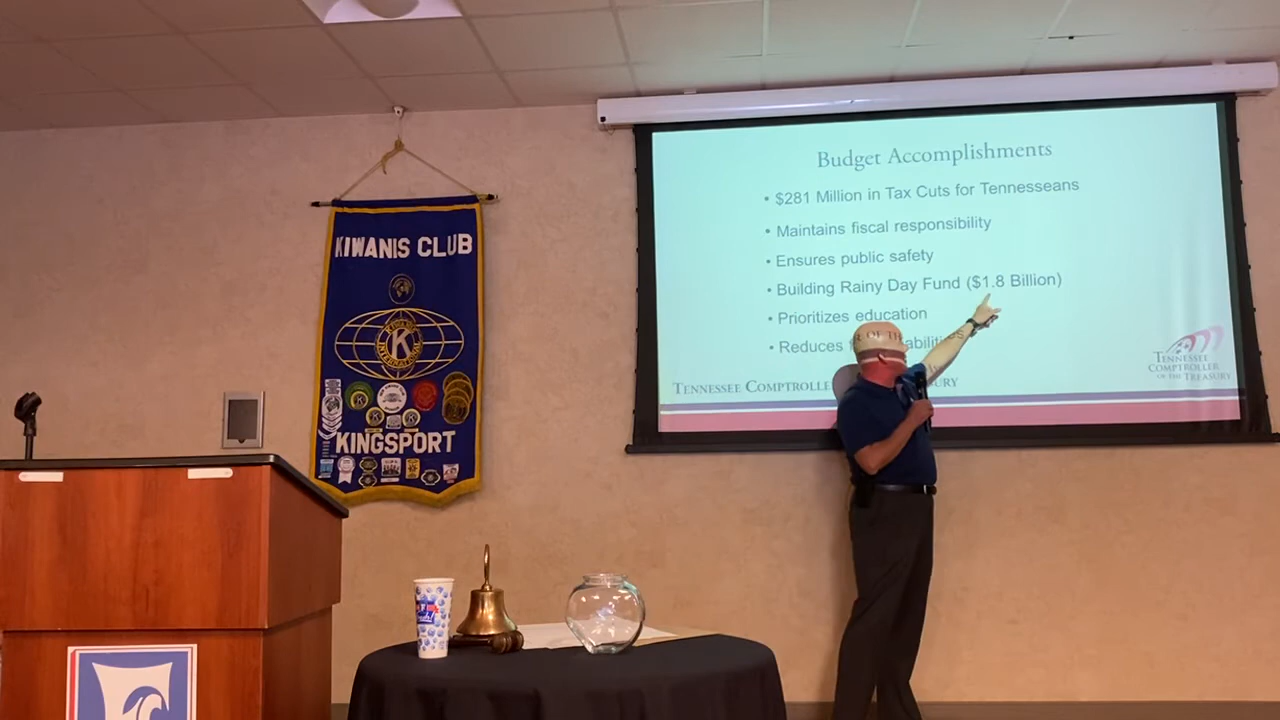 Budget Accomplishments
• $281 Million in Tax Cuts for Tennesseans
• Maintains fiscal responsibility
• Ensures public safety
• Building Rainy Day Fund ($1.8 Billion)
• Prioritizes education
• Reduces
TENNESSEE COMPTROLLER
TENNESSEE
COMPTROLLER
OF THE TREASURY
KIWANIS CLUB
K
KINGSPORT